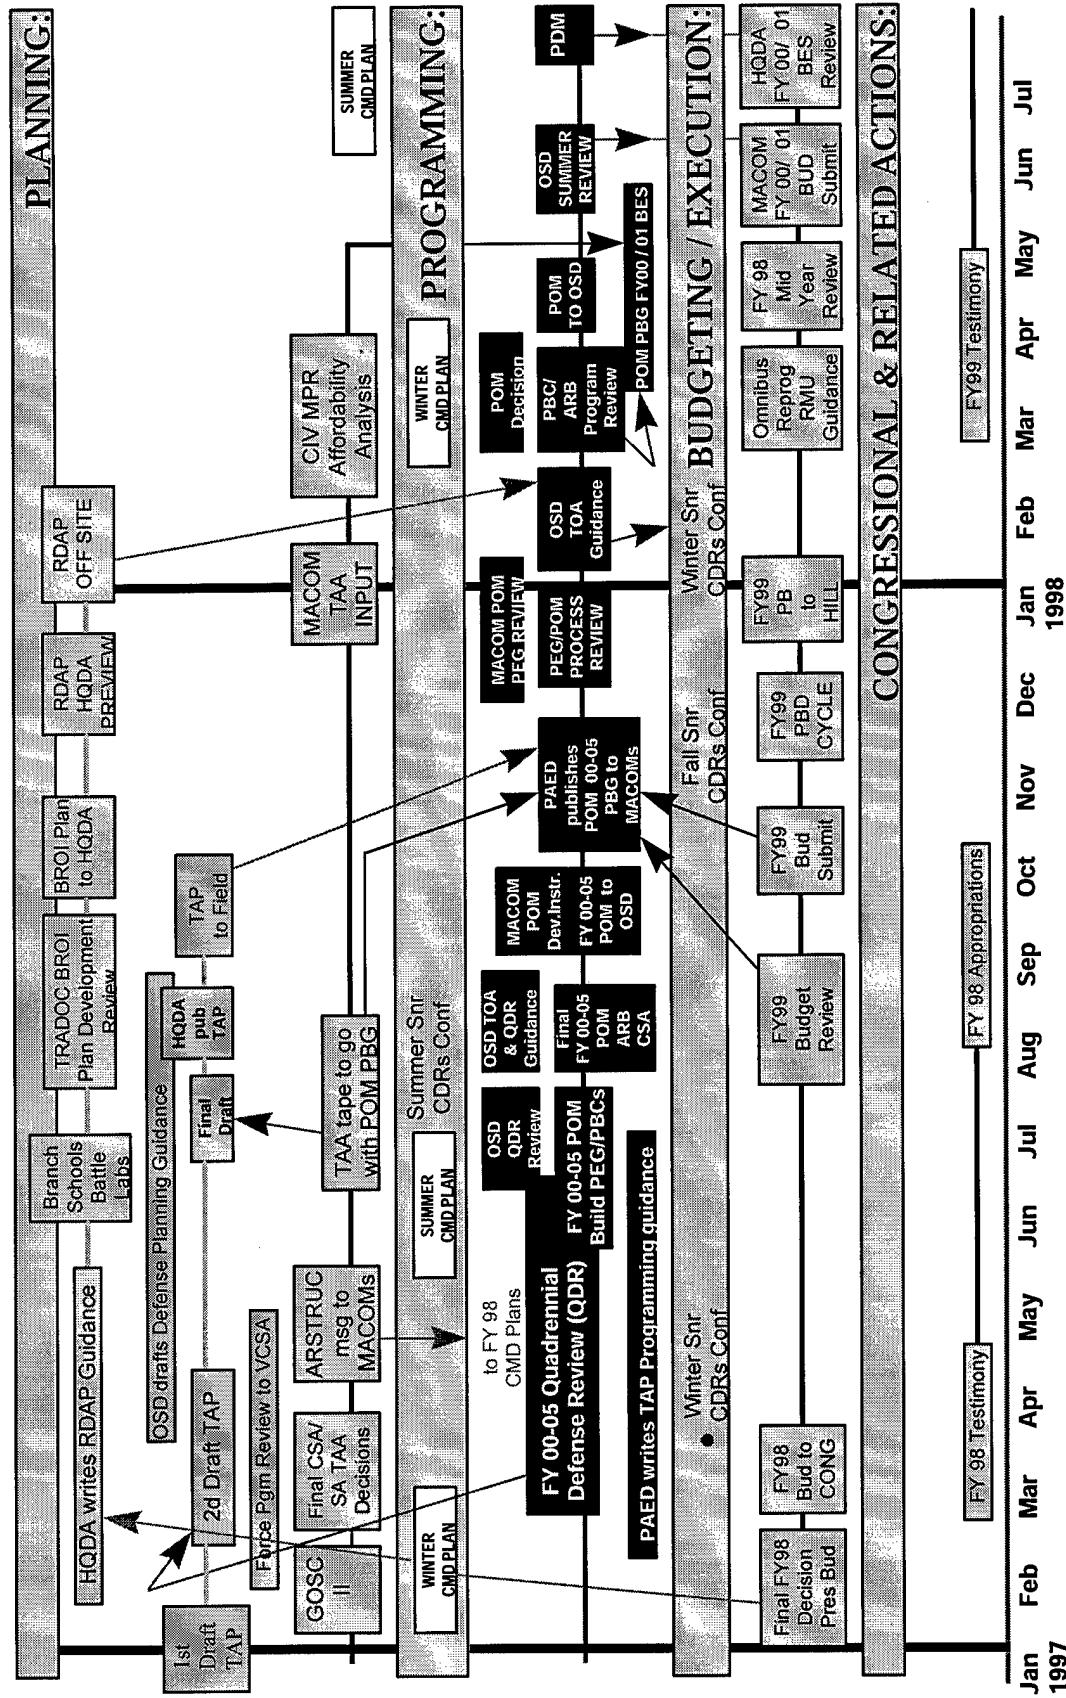 PLANNING:
HQDA writes RDAP Guidance
Branch
Schools
Battle
Labs
TRADOC BROI
Plan Development
Review
BROI Plan
to HQDA
RDAP
HQDA
PREVIEW
RDAP
OFF SITE
OSD drafts Defense Planning Guidance
1st
Draft
TAP
2d Draft TAP
Final
Draft
HQDA
pub
TAP
TAP
to Field
Force Pgm Review to VCSA
GOSC
II
Final CSA/
SA TAA
Decisions
ARSTRUC
msg to
MACOMs
TAA tape to go
with POM PBG
MACOM
TAA
INPUT
CIV MPR
Affordability
Analysis
SUMMER
CMD PLAN
PROGRAMMING:
WINTER
CMD PLAN
SUMMER
CMD PLAN
Summer Snr
CDRs Conf
WINTER
CMD PLAN
to FY 98
CMD Plans
OSD
QDR
Review
OSD TOA
& QDR
Guidance
MACOM
POM
Dev.Instr.
MACOM POM
PEG REVIEW
POM
Decision
FY 00-05 Quadrennial
Defense Review (QDR)
FY 00-05 POM
Build PEG/PBCs
Final
FY 00-05
POM
ARB
CSA
FY 00-05
POM to
OSD
PAED
publishes
POM 00-05
PBG to
MACOMs
PEG/POM
PROCESS
REVIEW
OSD
TOA
Guidance
PBC/
ARB
Program
Review
POM
TO OSD
OSD
SUMMER
REVIEW
PDM
PAED writes TAP Programming guidance
POM PBG FY00 / 01 BES
BUDGETING / EXECUTION:
• Winter Snr
CDRs Conf
Fall Snr
CDRs Conf
Winter Snr
CDRs Conf
Final FY98
Decision
Pres Bud
FY98
Bud to
CONG
FY99
Budget
Review
FY99
Bud
Submit
FY99
PBD
CYCLE
FY99
PB
to
HILL
Omnibus
Reprog
RMU
Guidance
FY 98
Mid
Year
Review
MACOM
FY 00/ 01
BUD
Submit
HQDA
FY 00/ 01
BES
Review
CONGRESSIONAL & RELATED ACTIONS:
FY 98 Testimony
FY 98 Appropriations
FY99 Testimony
Jan Feb Mar Apr May Jun Jul Aug Sep Oct Nov Dec Jan Feb Mar Apr May Jun Jul
1997 1998